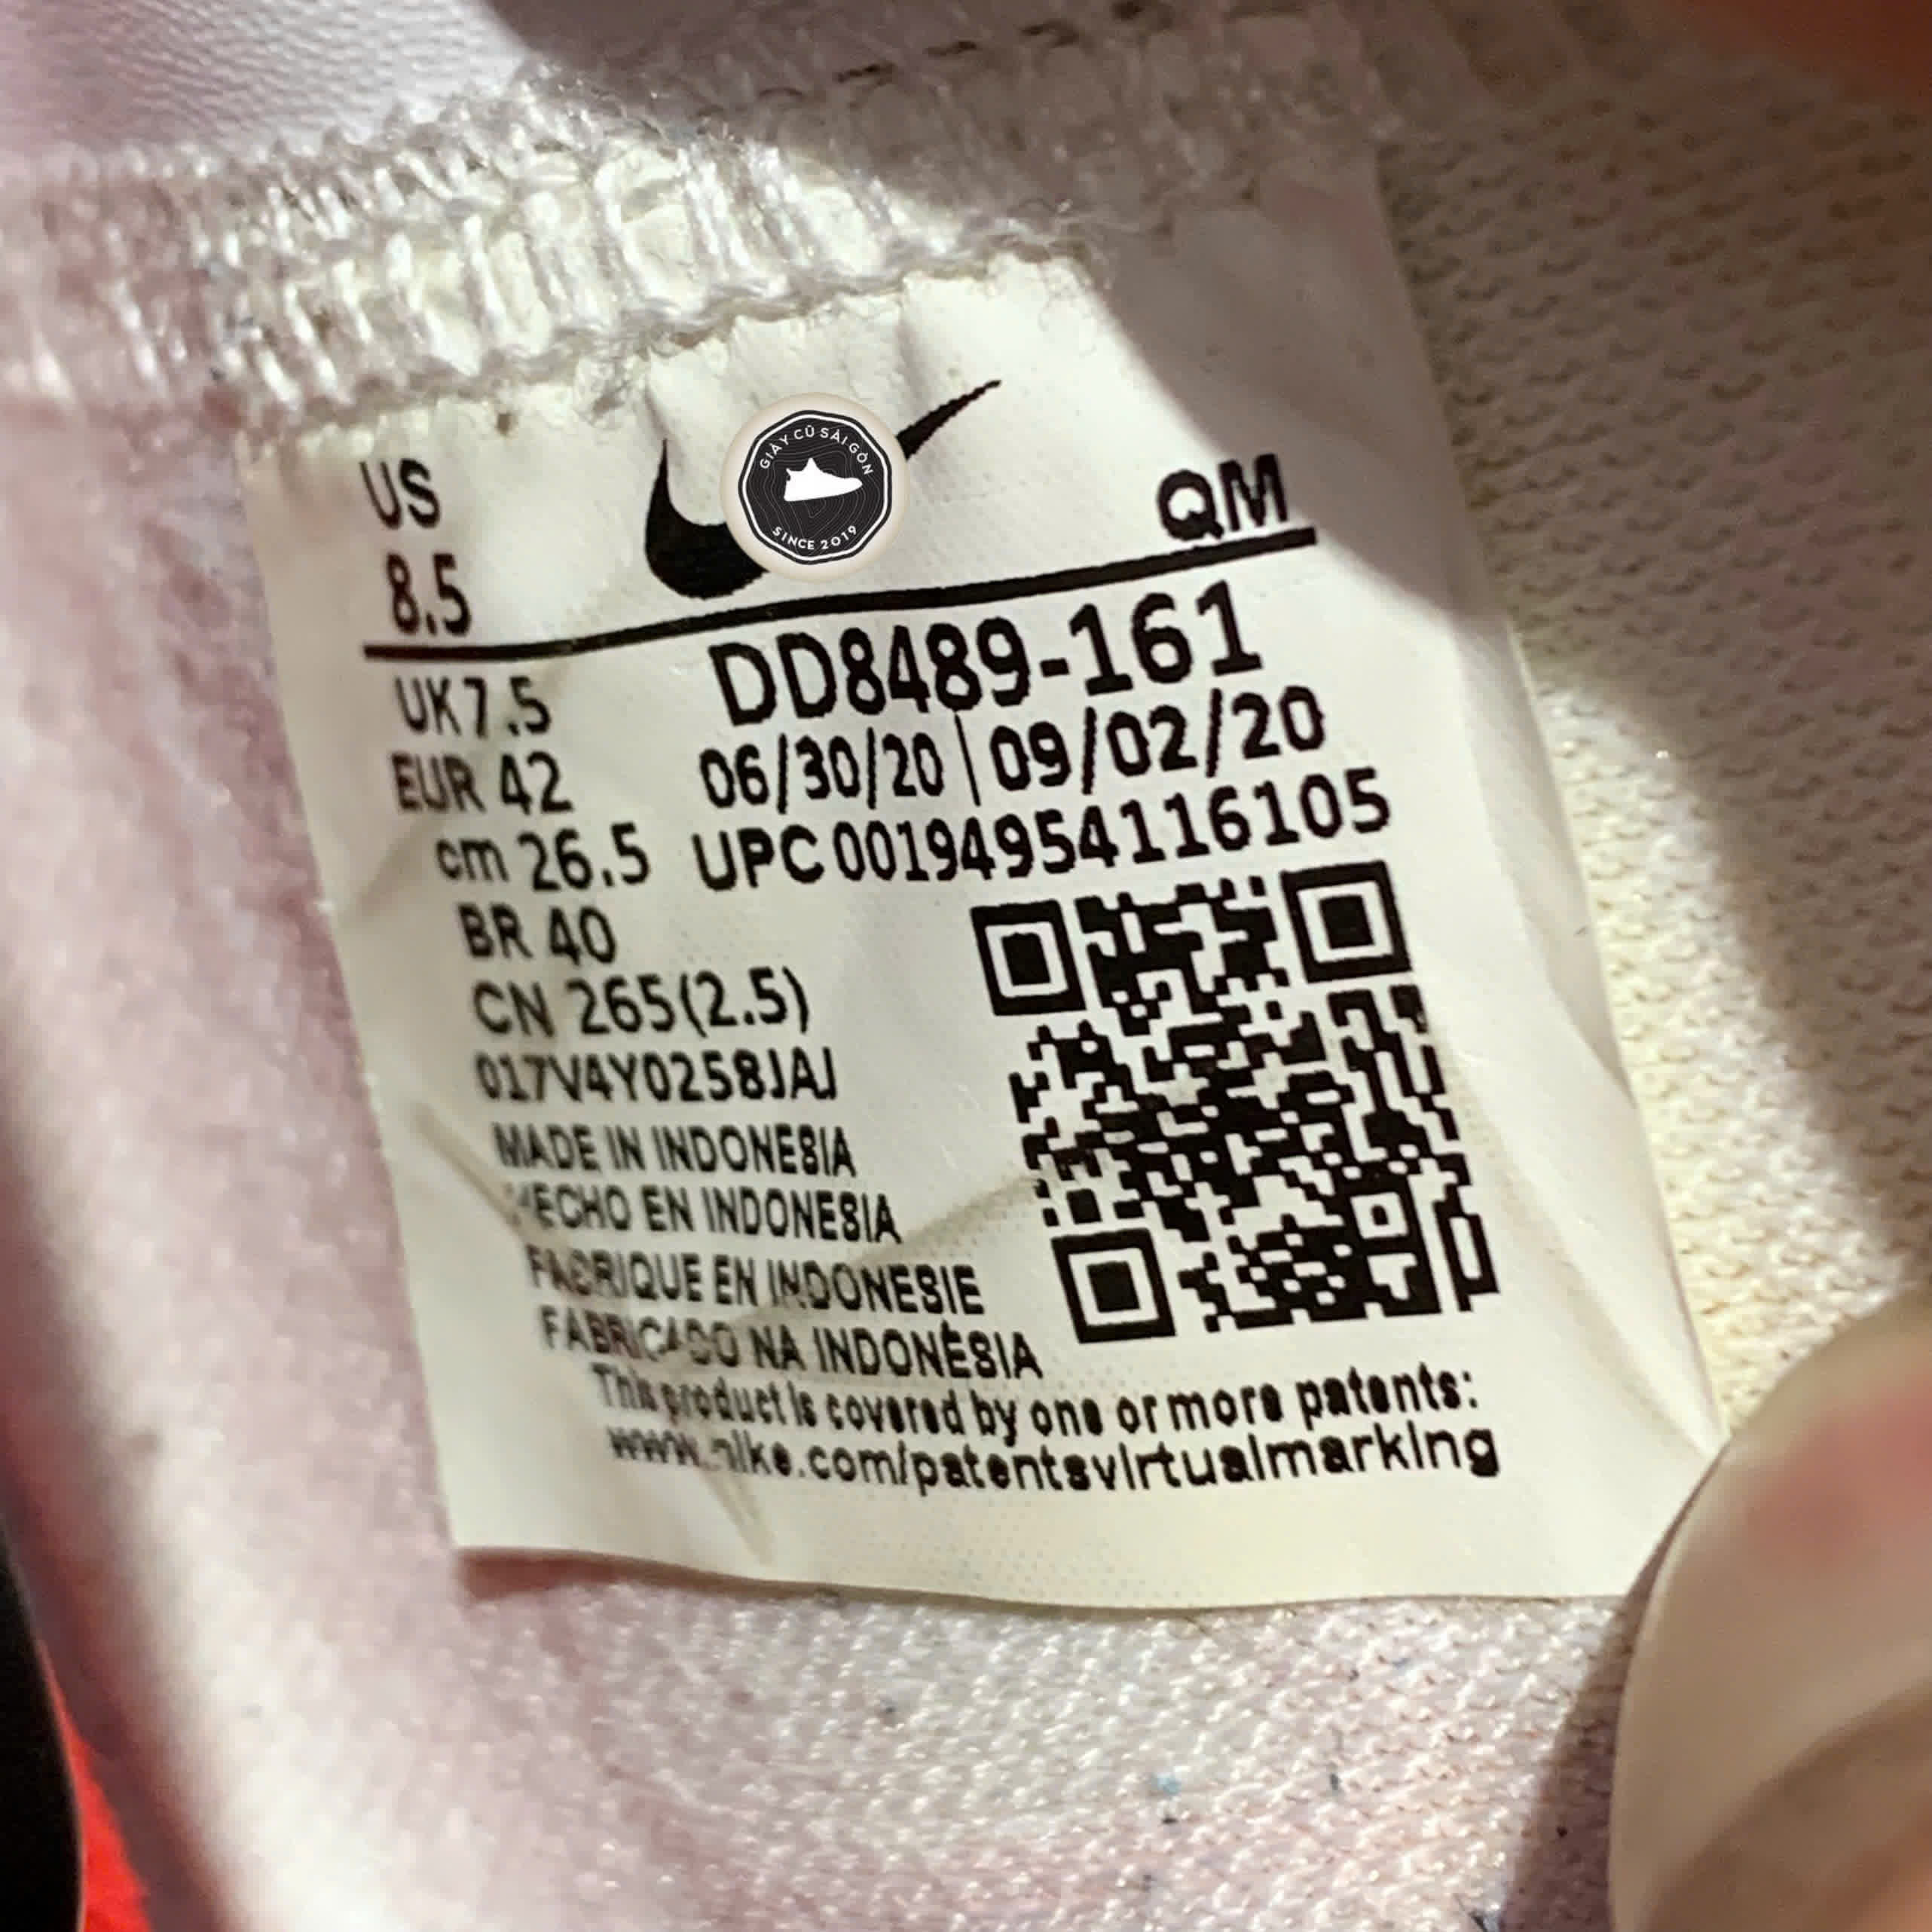 GIÀY CŨ SÀI GÒN
SINCE 2019
US
8.5
QM
DD8489-161
UK 7.5
06/30/20 | 09/02/20
EUR 42
UPC 00194954116105
cm 26.5
BR 40
CN 265(2.5)
017V4Y0258JAJ
MADE IN INDONESIA
HECHO EN INDONESIA
FABRIQUE EN INDONESIE
FABRICADO NA INDONÉSIA
This product is covered by one or more patents:
www.nike.com/patentsvirtualmarking